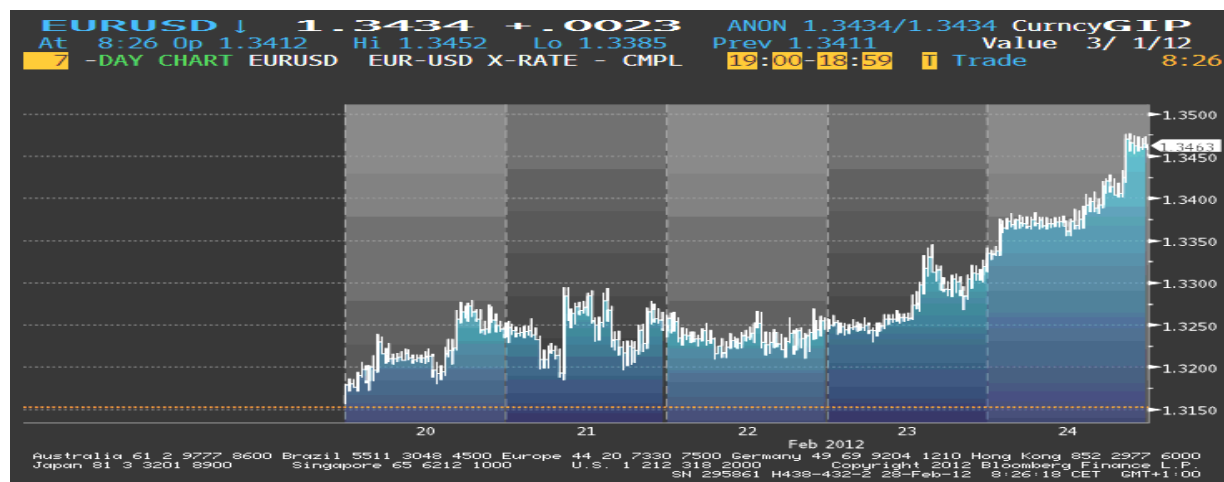 EURUSD ↓ 1.3434 +.0023 ANON 1.3434/1.3434 CurncyGIP
At 8:26 Op 1.3412 Hi 1.3452 Lo 1.3385 Prev 1.3411 Value 3/ 1/12
7 -DAY CHART EURUSD EUR-USD X-RATE - CMPL 19:00-18:59 T Trade 8:26
1.3500
1.3463
1.3450
1.3400
1.3350
1.3300
1.3250
1.3200
1.3150
20 21 22 23 24
Feb 2012
Australia 61 2 9777 8600 Brazil 5511 3048 4500 Europe 44 20 7330 7500 Germany 49 69 9204 1210 Hong Kong 852 2977 6000
Japan 81 3 3201 8900 Singapore 65 6212 1000 U.S. 1 212 318 2000 Copyright 2012 Bloomberg Finance L.P.
SN 295861 H438-432-2 28-Feb-12 8:26:18 CET GMT+1:00